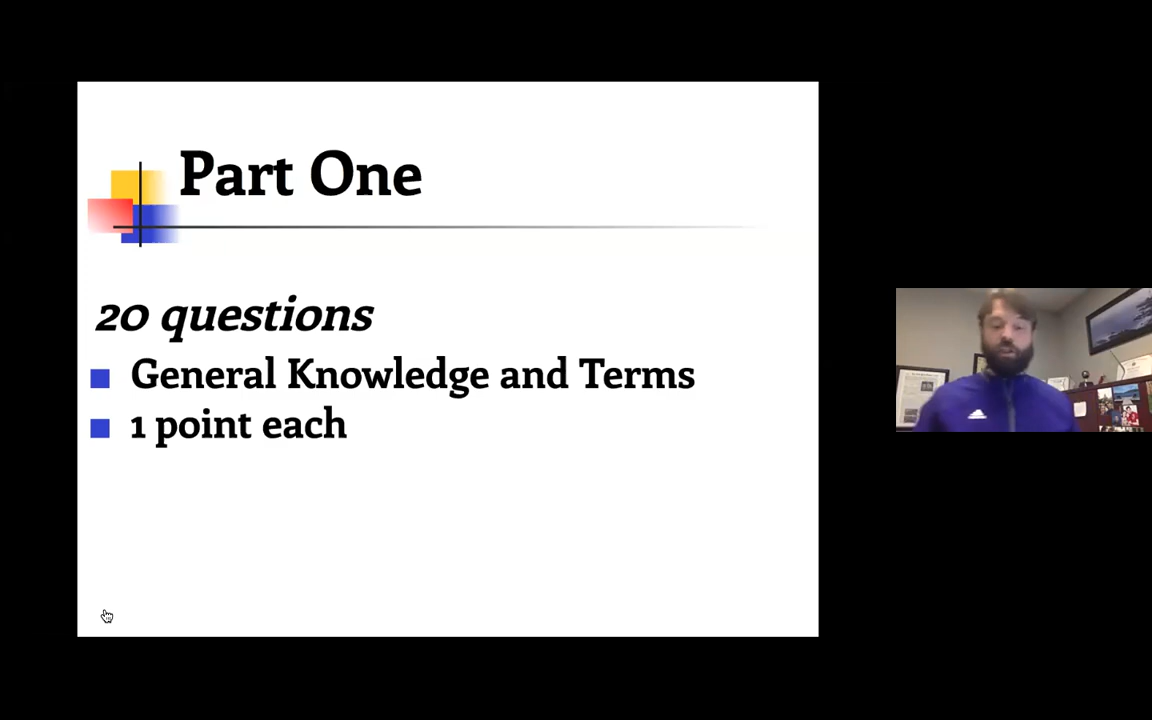 Part One
20 questions
General Knowledge and Terms
1 point each